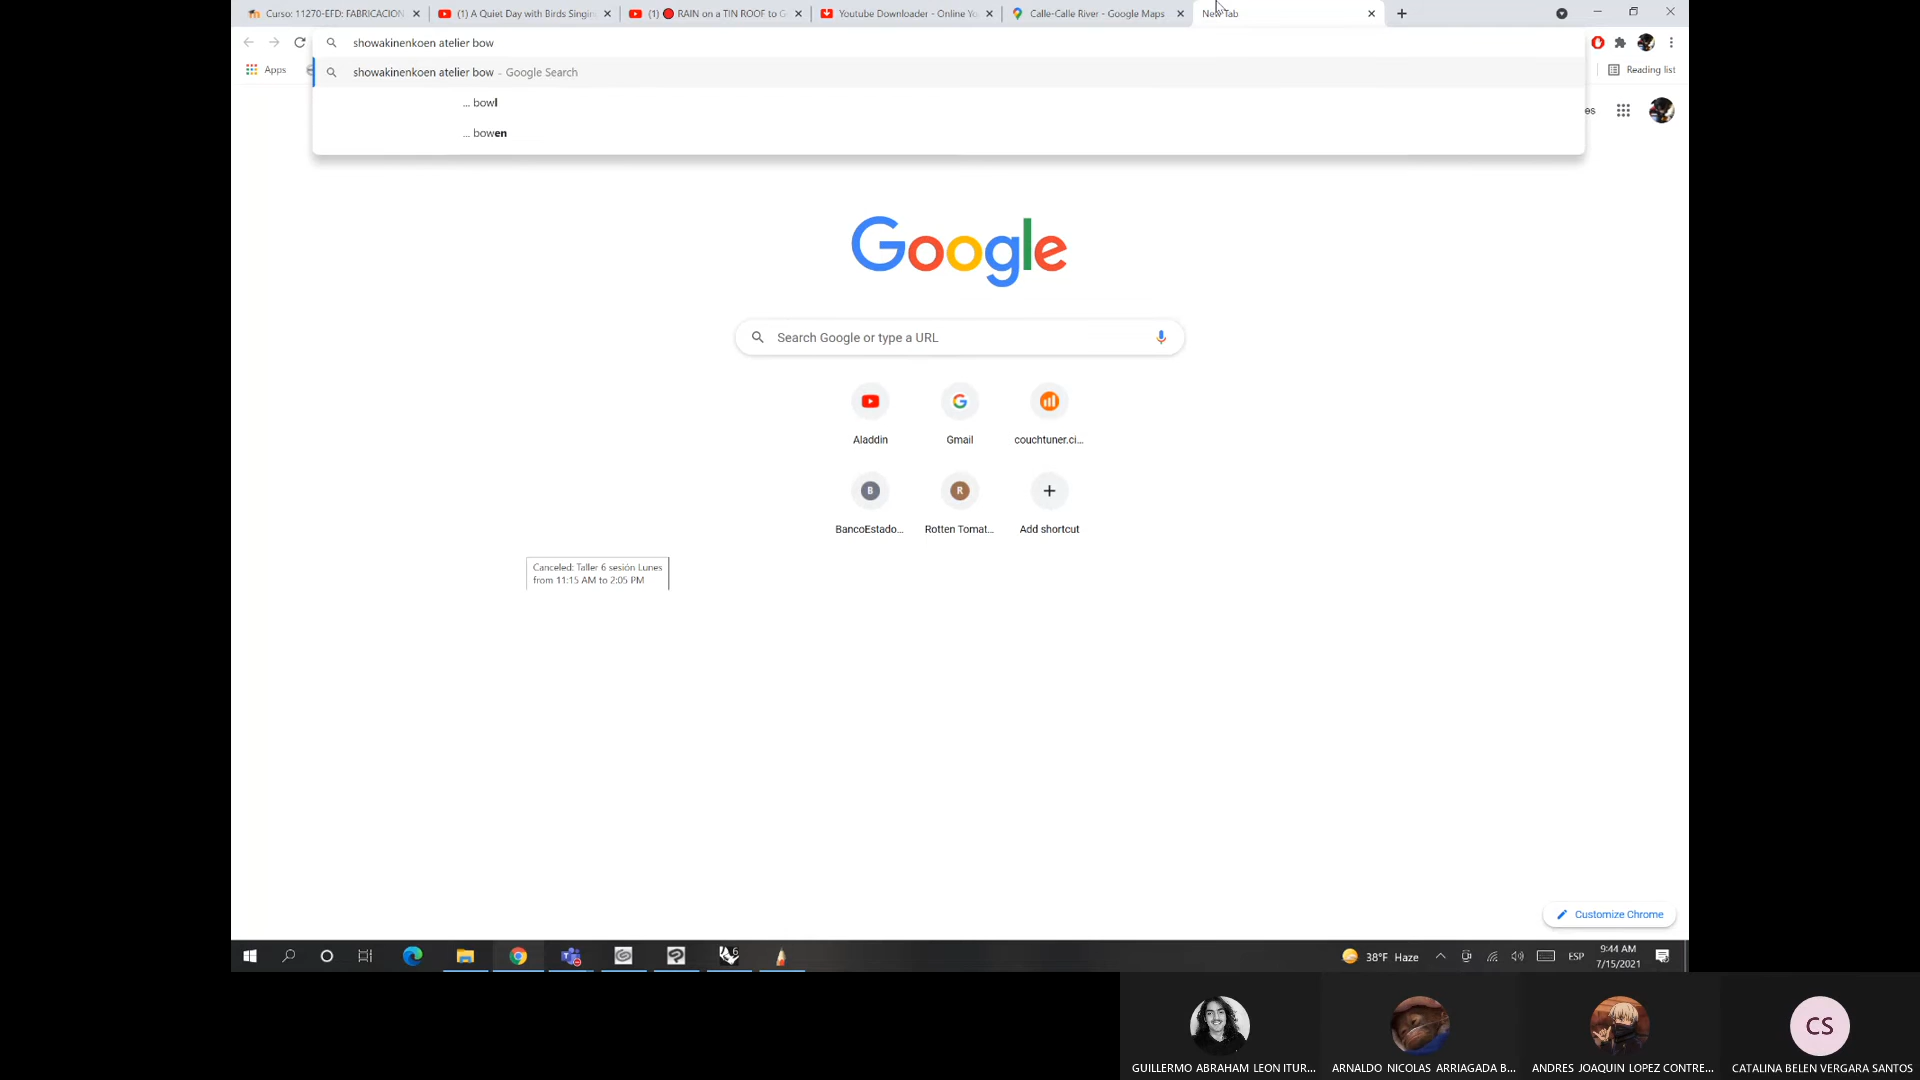 Curso: 11270-EFD: FABRICACION
(1) A Quiet Day with Birds Singin
(1) RAIN on a TIN ROOF to G
Youtube Downloader - Online Yo
Calle-Calle River - Google Maps
New Tab
showakinenkoen atelier bow
Apps
showakinenkoen atelier bow - Google Search
Reading list
... bowl
... bowen
es
Google
Search Google or type a URL
Aladdin
Gmail
couchtuner.ci...
B
R
BancoEstado...
Rotten Tomat...
Add shortcut
Canceled: Taller 6 sesión Lunes
from 11:15 AM to 2:05 PM
Customize Chrome
38°F Haze
ESP
9:44 AM
7/15/2021
CS
GUILLERMO ABRAHAM LEON ITUR...
ARNALDO NICOLAS ARRIAGADA B...
ANDRES JOAQUIN LOPEZ CONTRE...
CATALINA BELEN VERGARA SANTOS